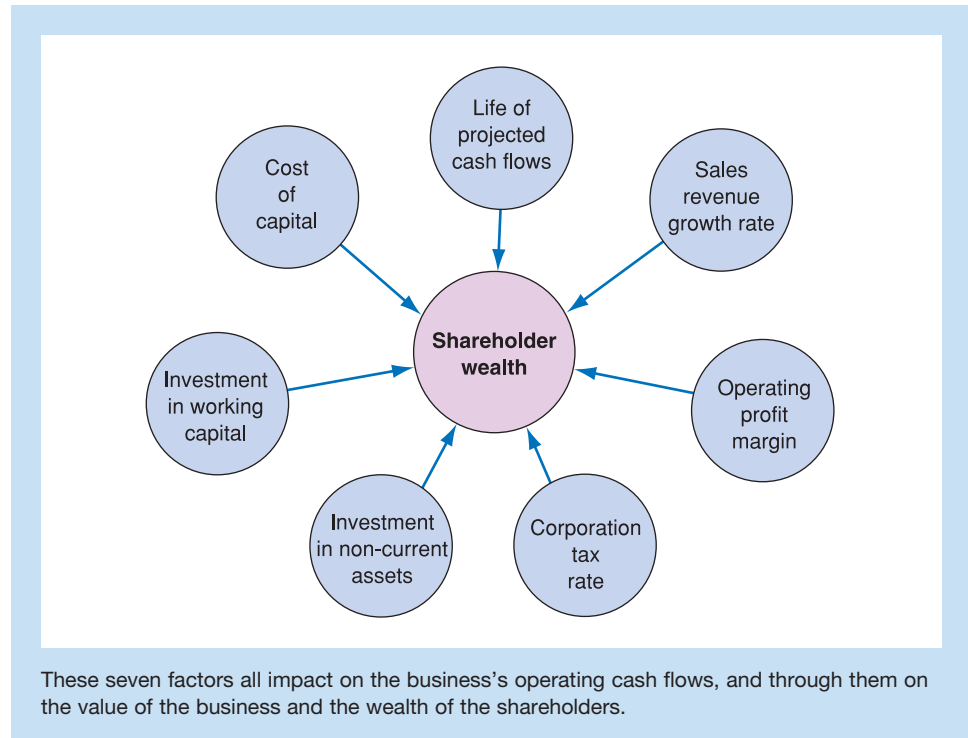 Life of
projected
cash flows
Sales
revenue
growth rate
Operating
profit
margin
Corporation
tax
rate
Investment
in non-current
assets
Investment
in working
capital
Cost
of
capital
Shareholder
wealth
These seven factors all impact on the business’s operating cash flows, and through them on
the value of the business and the wealth of the shareholders.